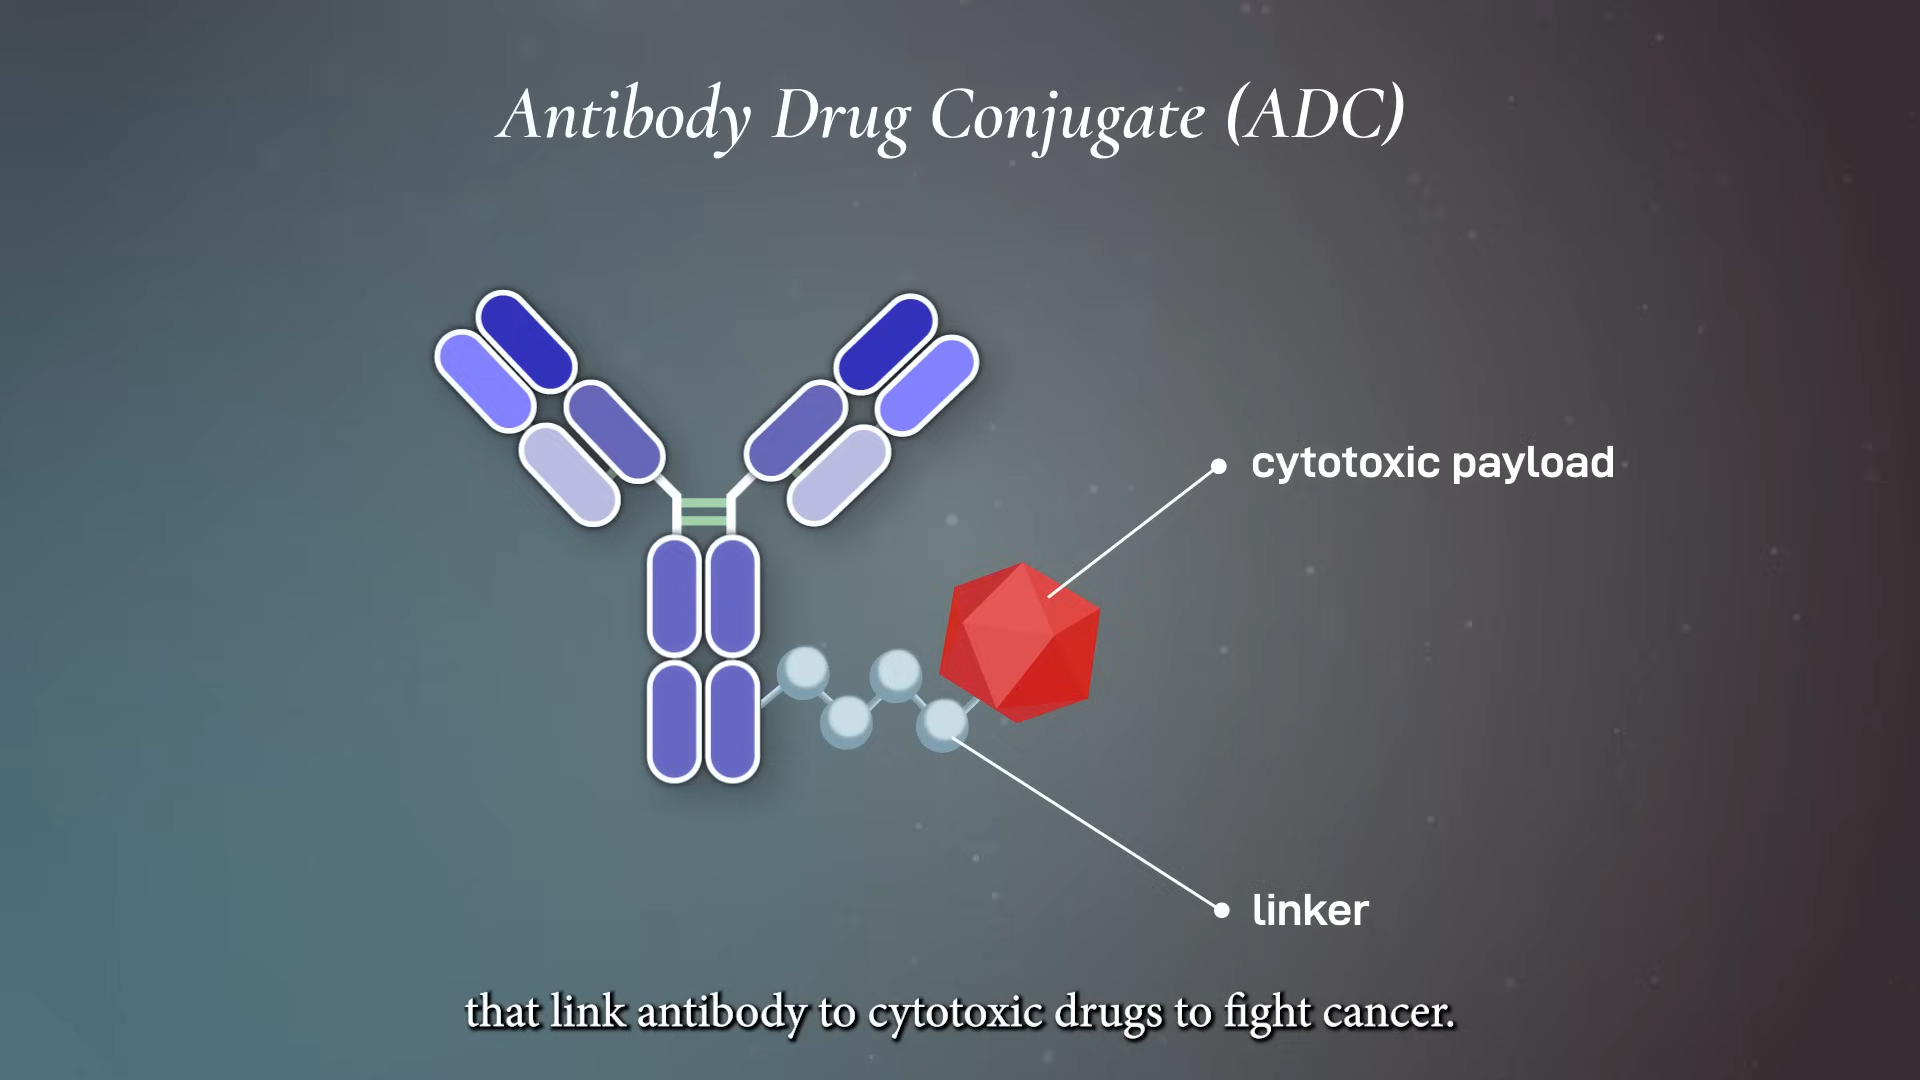 Antibody Drug Conjugate (ADC)
cytotoxic payload
linker
that link antibody to cytotoxic drugs to fight cancer.